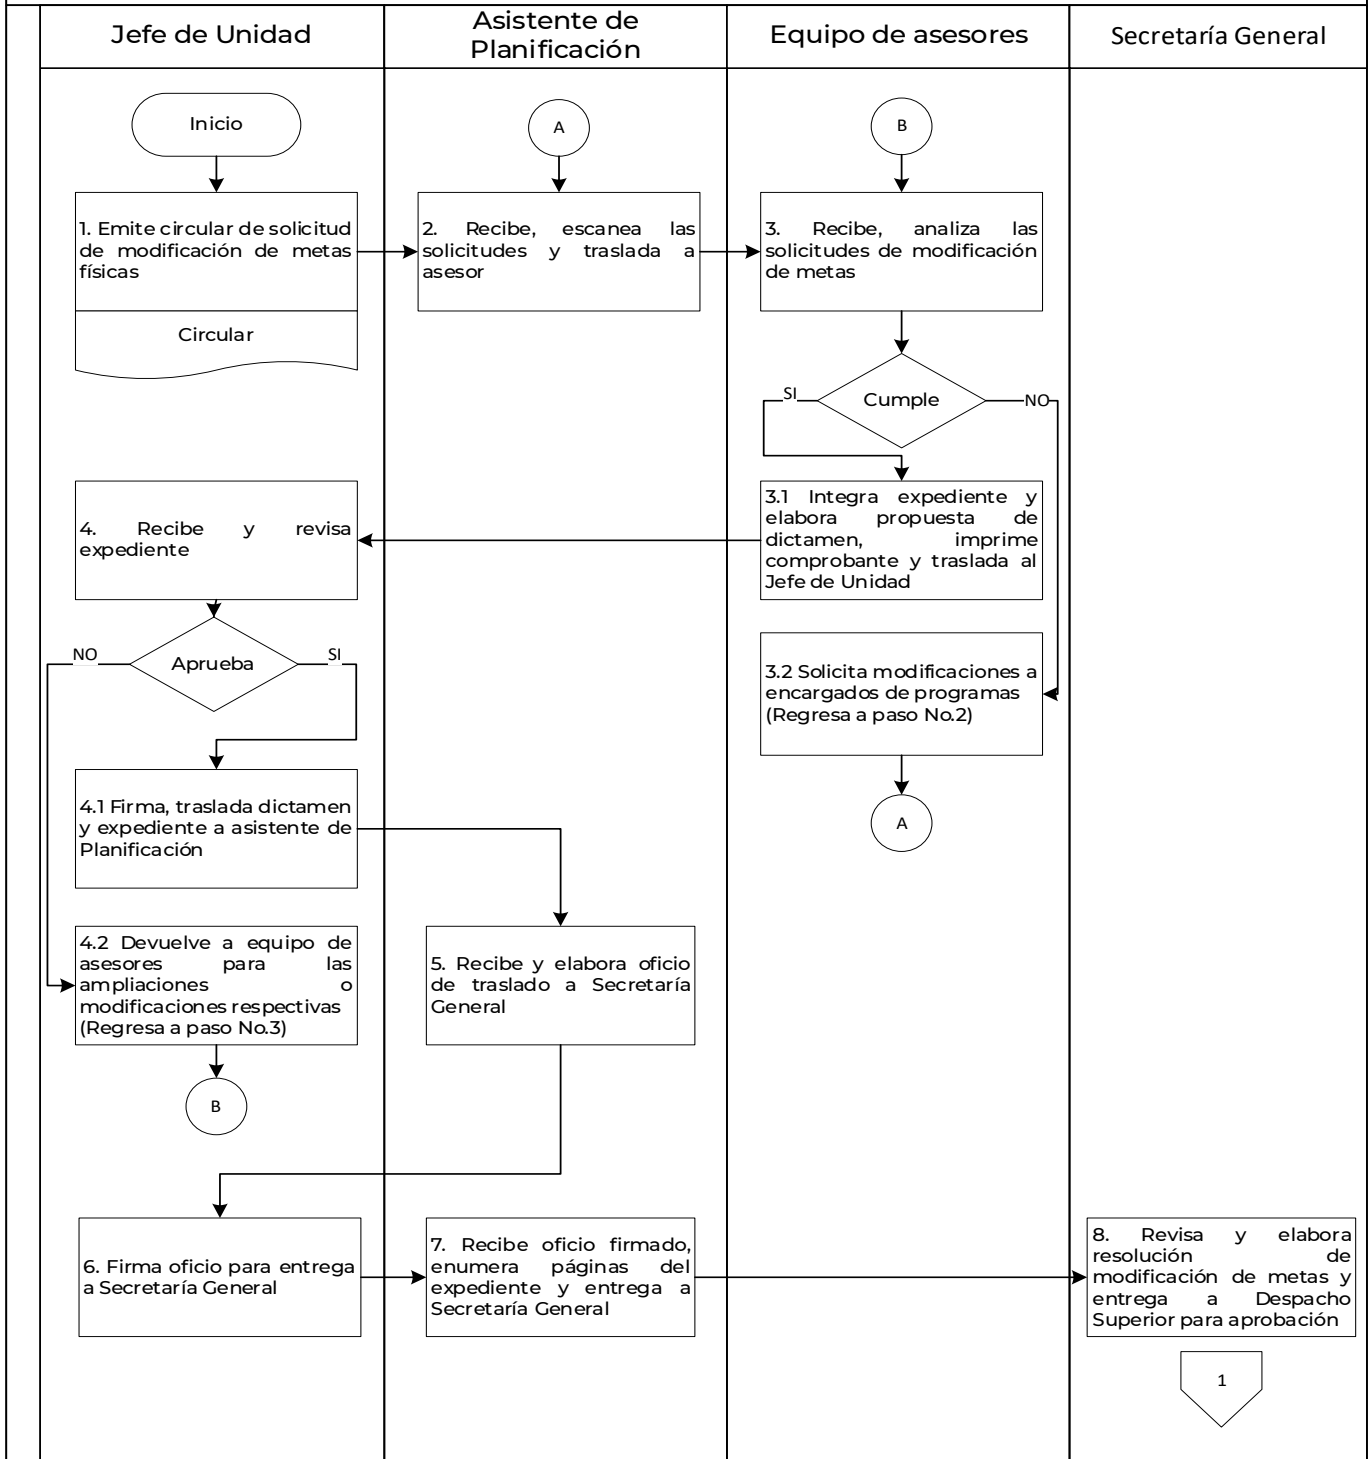 Jefe de Unidad
Asistente de
Planificación
Equipo de asesores
Secretaría General
Inicio
A
B
1. Emite circular de solicitud
de modificación de metas
físicas
Circular
2. Recibe, escanea las
solicitudes y traslada a
asesor
3. Recibe, analiza las
solicitudes de modificación
de metas
SI
Cumple
NO
3.1 Integra expediente y
elabora propuesta de
dictamen, imprime
comprobante y traslada al
Jefe de Unidad
4. Recibe y revisa
expediente
NO
Aprueba
SI
3.2 Solicita modificaciones a
encargados de programas
(Regresa a paso No.2)
A
4.1 Firma, traslada dictamen
y expediente a asistente de
Planificación
4.2 Devuelve a equipo de
asesores para las
ampliaciones o
modificaciones respectivas
(Regresa a paso No.3)
B
5. Recibe y elabora oficio
de traslado a Secretaría
General
6. Firma oficio para entrega
a Secretaría General
7. Recibe oficio firmado,
enumera páginas del
expediente y entrega a
Secretaría General
8. Revisa y elabora
resolución de
modificación de metas y
entrega a Despacho
Superior para aprobación
1